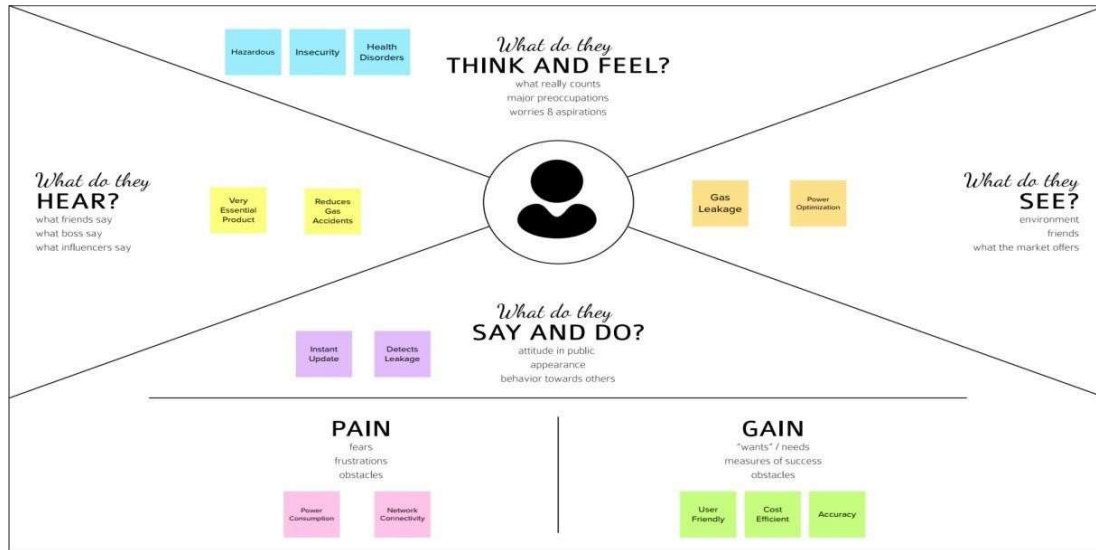 Hazardous
Insecurity
Health
Disorders
What do they
THINK AND FEEL?
what really counts
major preoccupations
worries & aspirations
What do they
HEAR?
what friends say
what boss say
what influencers say
Very
Essential
Product
Reduces
Gas
Accidents
Gas
Leakage
Power
Optimization
What do they
SEE?
environment
friends
what the market offers
What do they
SAY AND DO?
attitude in public
appearance
behavior towards others
Instant
Update
Detects
Leakage
PAIN
fears
frustrations
obstacles
Power
Consumption
Network
Connectivity
GAIN
"wants" / needs
measures of success
obstacles
User
Friendly
Cost
Efficient
Accuracy